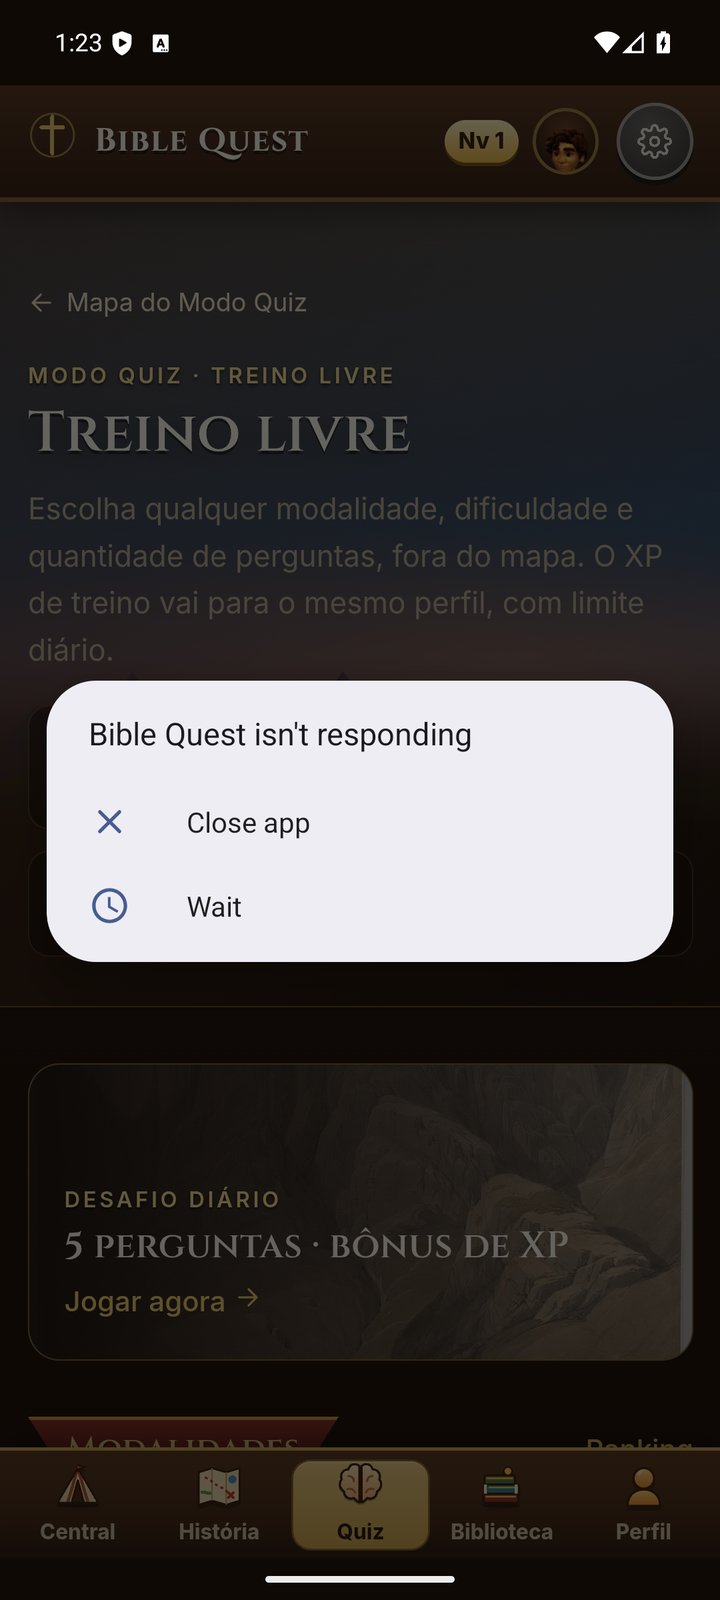 1:23
BIBLE QUEST
Nv 1
← Mapa do Modo Quiz
MODO QUIZ · TREINO LIVRE
TREINO LIVRE
Escolha qualquer modalidade, dificuldade e
quantidade de perguntas, fora do mapa. O XP
de treino vai para o mesmo perfil, com limite
diário.
Bible Quest isn't responding
Close app
Wait
DESAFIO DIÁRIO
5 PERGUNTAS · BÔNUS DE XP
Jogar agora →
MODALIDADES
Ranking
Central
História
Quiz
Biblioteca
Perfil